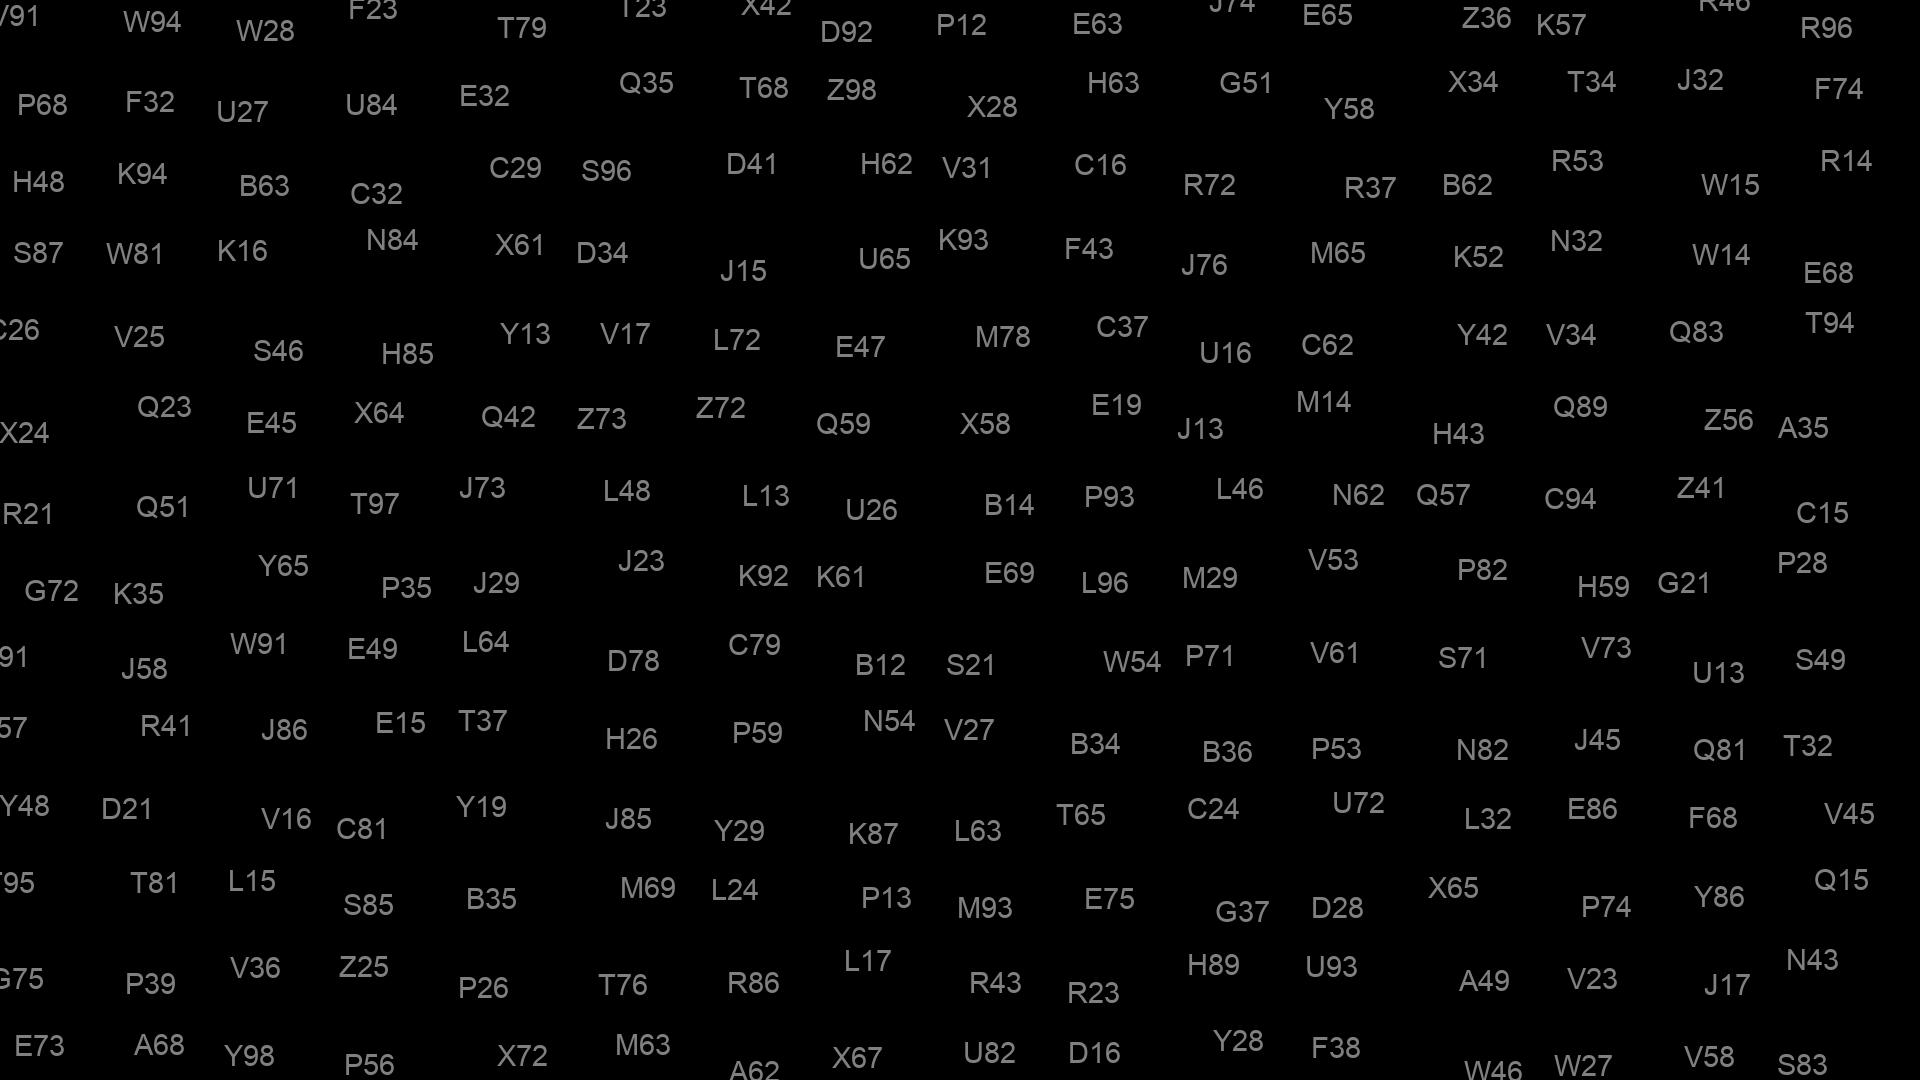 V91 W94 W28 F23 T79 T23 X42 D92 P12 E63 J74 E65 Z36 K57 R46 R96
P68 F32 U27 U84 E32 Q35 T68 Z98 X28 H63 G51 Y58 X34 T34 J32 F74
H48 K94 B63 C32 C29 S96 D41 H62 V31 C16 R72 R37 B62 R53 W15 R14
S87 W81 K16 N84 X61 D34 J15 U65 K93 F43 J76 M65 K52 N32 W14 E68
C26 V25 S46 H85 Y13 V17 L72 E47 M78 C37 U16 C62 Y42 V34 Q83 T94
X24 Q23 E45 X64 Q42 Z73 Z72 Q59 X58 E19 J13 M14 H43 Q89 Z56 A35
R21 Q51 U71 T97 J73 L48 L13 U26 B14 P93 L46 N62 Q57 C94 Z41 C15
G72 K35 Y65 P35 J29 J23 K92 K61 E69 L96 M29 V53 P82 H59 G21 P28
91 J58 W91 E49 L64 D78 C79 B12 S21 W54 P71 V61 S71 V73 U13 S49
57 R41 J86 E15 T37 H26 P59 N54 V27 B34 B36 P53 N82 J45 Q81 T32
Y48 D21 V16 C81 Y19 J85 Y29 K87 L63 T65 C24 U72 L32 E86 F68 V45
95 T81 L15 S85 B35 M69 L24 P13 M93 E75 G37 D28 X65 P74 Y86 Q15
G75 P39 V36 Z25 P26 T76 R86 L17 R43 R23 H89 U93 A49 V23 J17 N43
E73 A68 Y98 P56 X72 M63 A62 X67 U82 D16 Y28 F38 W46 W27 V58 S83